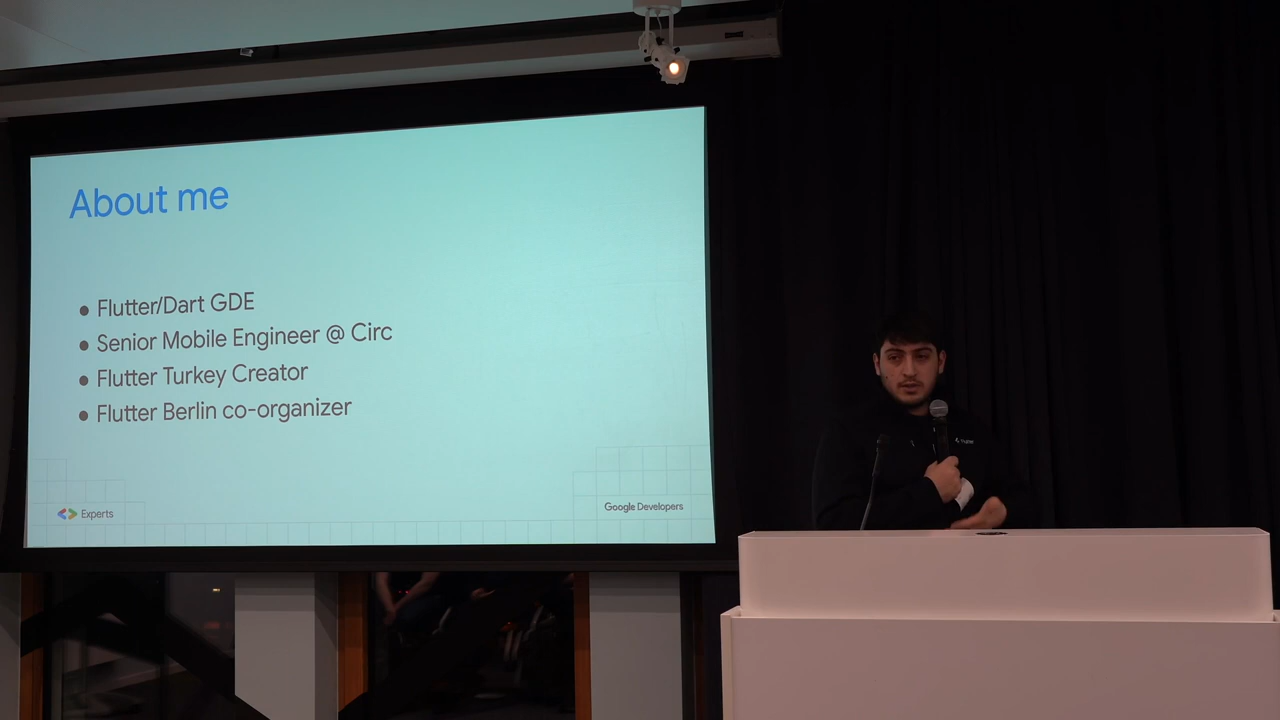 About me
● Flutter/Dart GDE
● Senior Mobile Engineer @ Circ
● Flutter Turkey Creator
● Flutter Berlin co-organizer
Experts
Google Developers